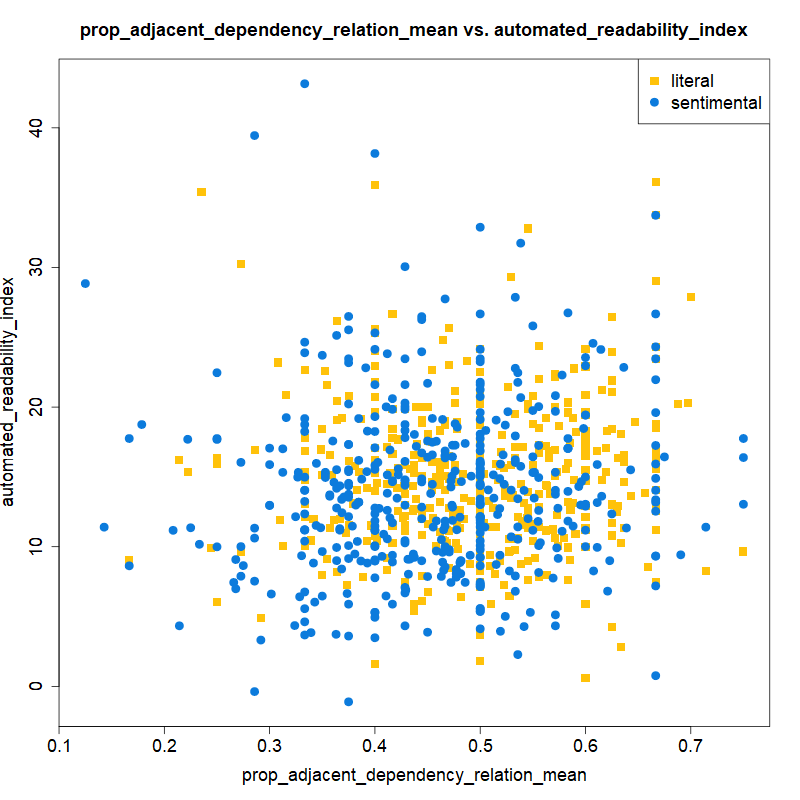 prop_adjacent_dependency_relation_mean vs. automated_readability_index
literal
sentimental
automated_readability_index
40
30
20
10
0
0.1 0.2 0.3 0.4 0.5 0.6 0.7
prop_adjacent_dependency_relation_mean